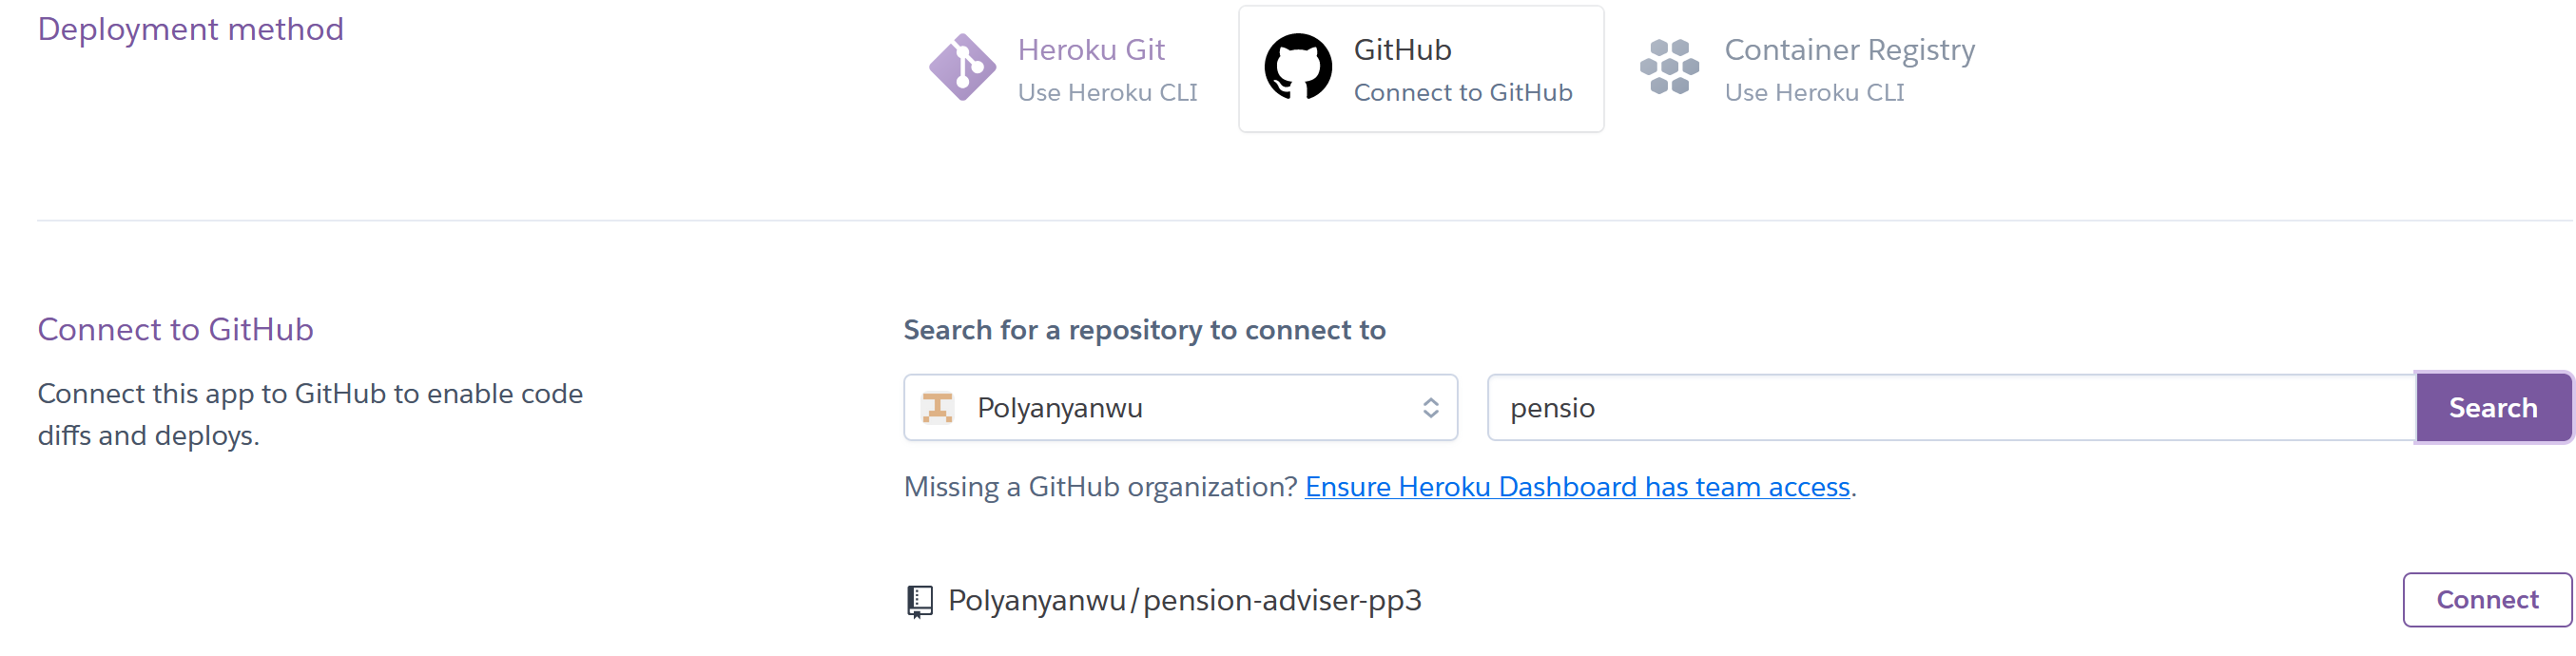 Deployment method
Heroku Git
Use Heroku CLI
GitHub
Connect to GitHub
Container Registry
Use Heroku CLI
Connect to GitHub
Connect this app to GitHub to enable code
diffs and deploys.
Search for a repository to connect to
Polyanyanwu
pensio
Search
Missing a GitHub organization? Ensure Heroku Dashboard has team access.
Polyanyanwu/pension-adviser-pp3
Connect